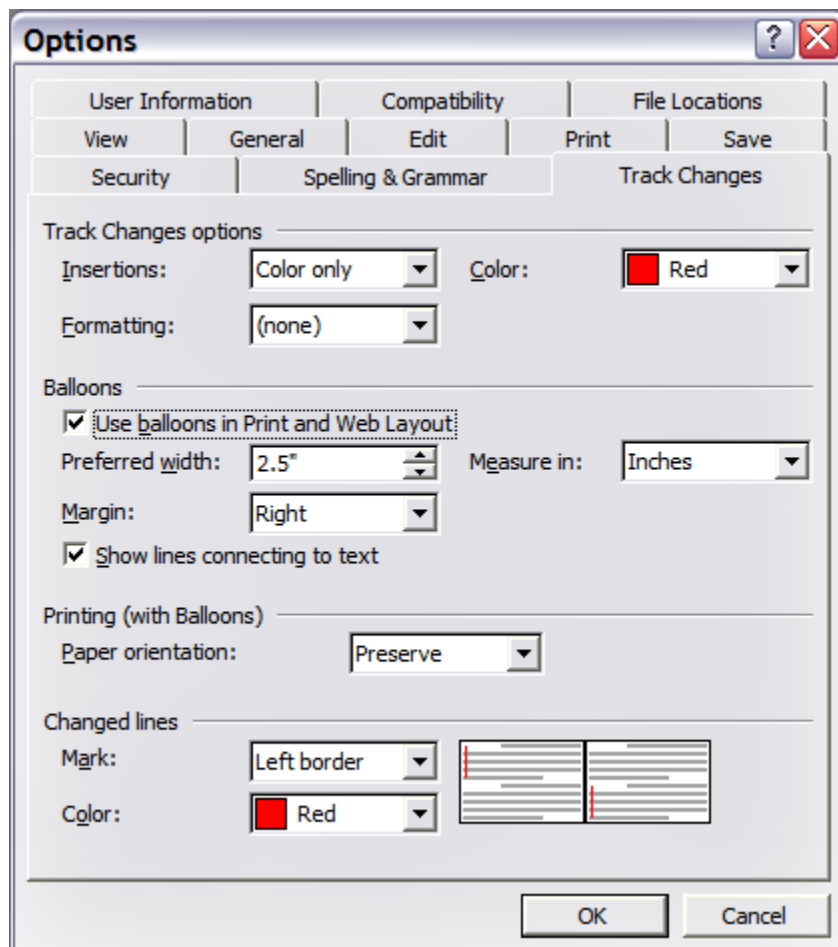 Options
User Information Compatibility File Locations
View General Edit Print Save
Security Spelling & Grammar Track Changes
Track Changes options
Insertions: Color only Color: Red
Formatting: (none)
Balloons
Use balloons in Print and Web Layout
Preferred width: 2.5" Measure in: Inches
Margin: Right
Show lines connecting to text
Printing (with Balloons)
Paper orientation: Preserve
Changed lines
Mark: Left border
Color: Red
OK Cancel